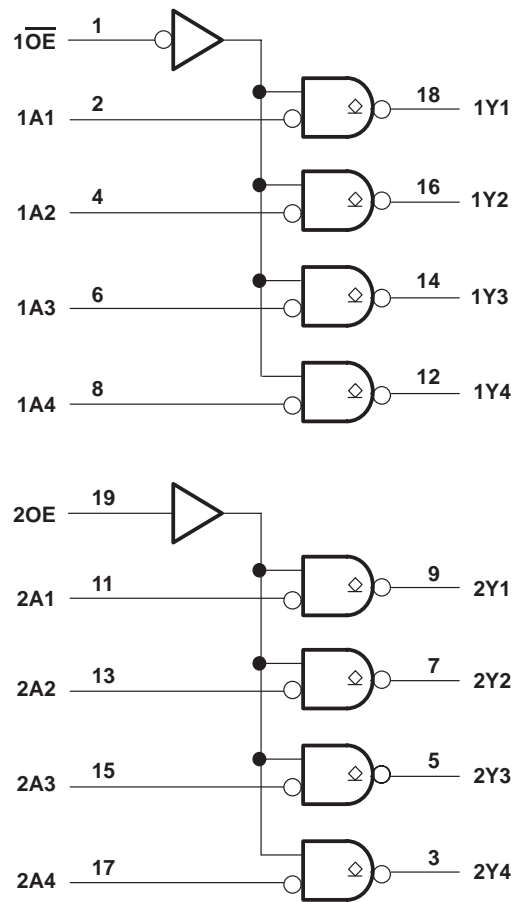 1O̅E̅ 1
1A1 2 18 1Y1
1A2 4 16 1Y2
1A3 6 14 1Y3
1A4 8 12 1Y4
2OE 19
2A1 11 9 2Y1
2A2 13 7 2Y2
2A3 15 5 2Y3
2A4 17 3 2Y4